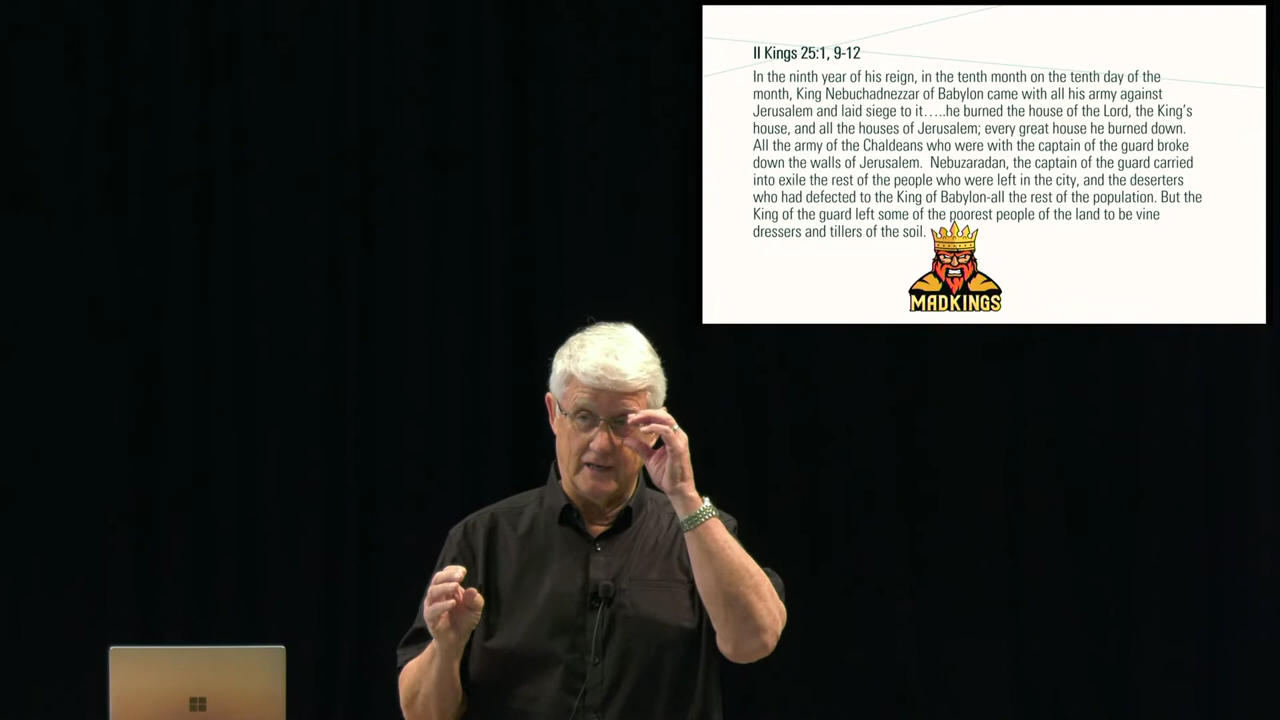 II Kings 25:1, 9-12
In the ninth year of his reign, in the tenth month on the tenth day of the
month, King Nebuchadnezzar of Babylon came with all his army against
Jerusalem and laid siege to it…..he burned the house of the Lord, the King's
house, and all the houses of Jerusalem; every great house he burned down.
All the army of the Chaldeans who were with the captain of the guard broke
down the walls of Jerusalem.  Nebuzaradan, the captain of the guard carried
into exile the rest of the people who were left in the city, and the deserters
who had defected to the King of Babylon-all the rest of the population. But the
King of the guard left some of the poorest people of the land to be vine
dressers and tillers of the soil.
MADKINGS